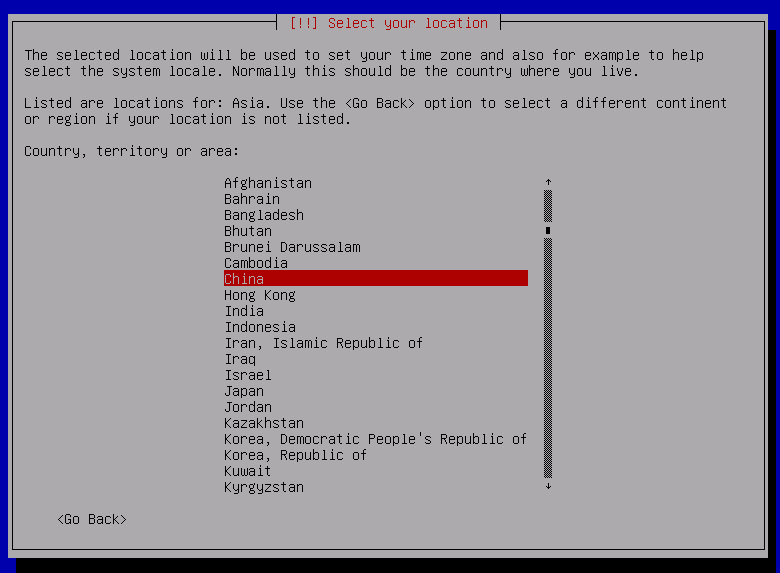 [!!] Select your location
The selected location will be used to set your time zone and also for example to help
select the system locale. Normally this should be the country where you live.
Listed are locations for: Asia. Use the <Go Back> option to select a different continent
or region if your location is not listed.
Country, territory or area:
Afghanistan
Bahrain
Bangladesh
Bhutan
Brunei Darussalam
Cambodia
China
Hong Kong
India
Indonesia
Iran, Islamic Republic of
Iraq
Israel
Japan
Jordan
Kazakhstan
Korea, Democratic People's Republic of
Korea, Republic of
Kuwait
Kyrgyzstan
<Go Back>